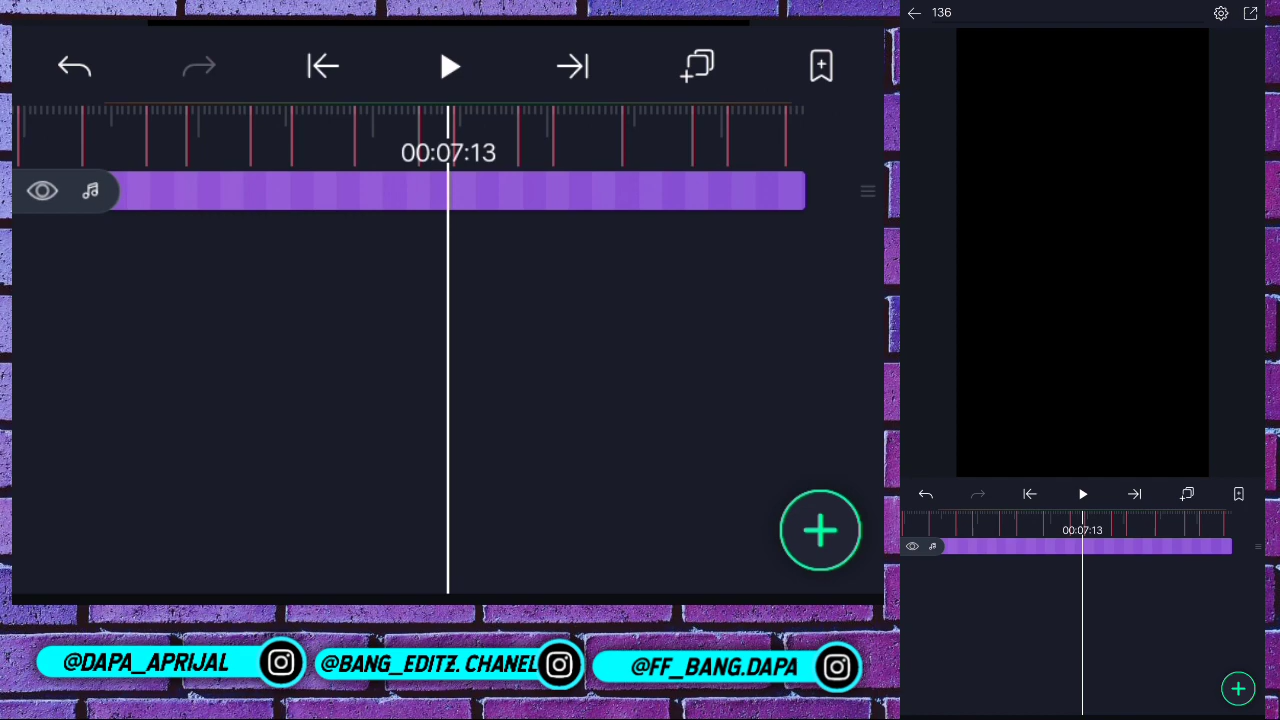 00:07:13
@DAPA_APRIJAL
@BANG_EDITZ.CHANEL
@FF_BANG.DAPA
136
00:07:13